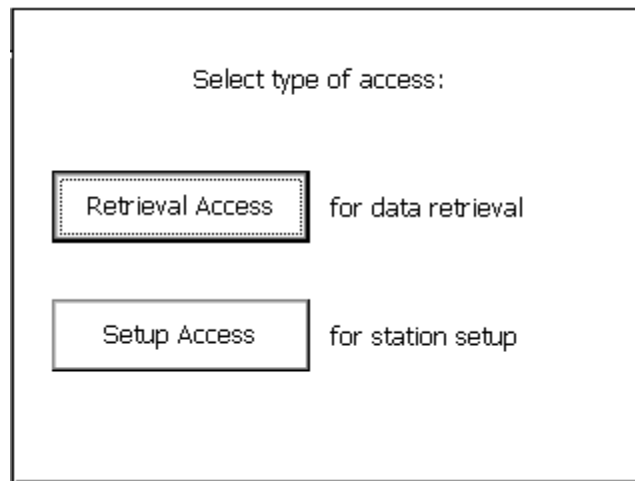 Select type of access:
Retrieval Access for data retrieval
Setup Access for station setup